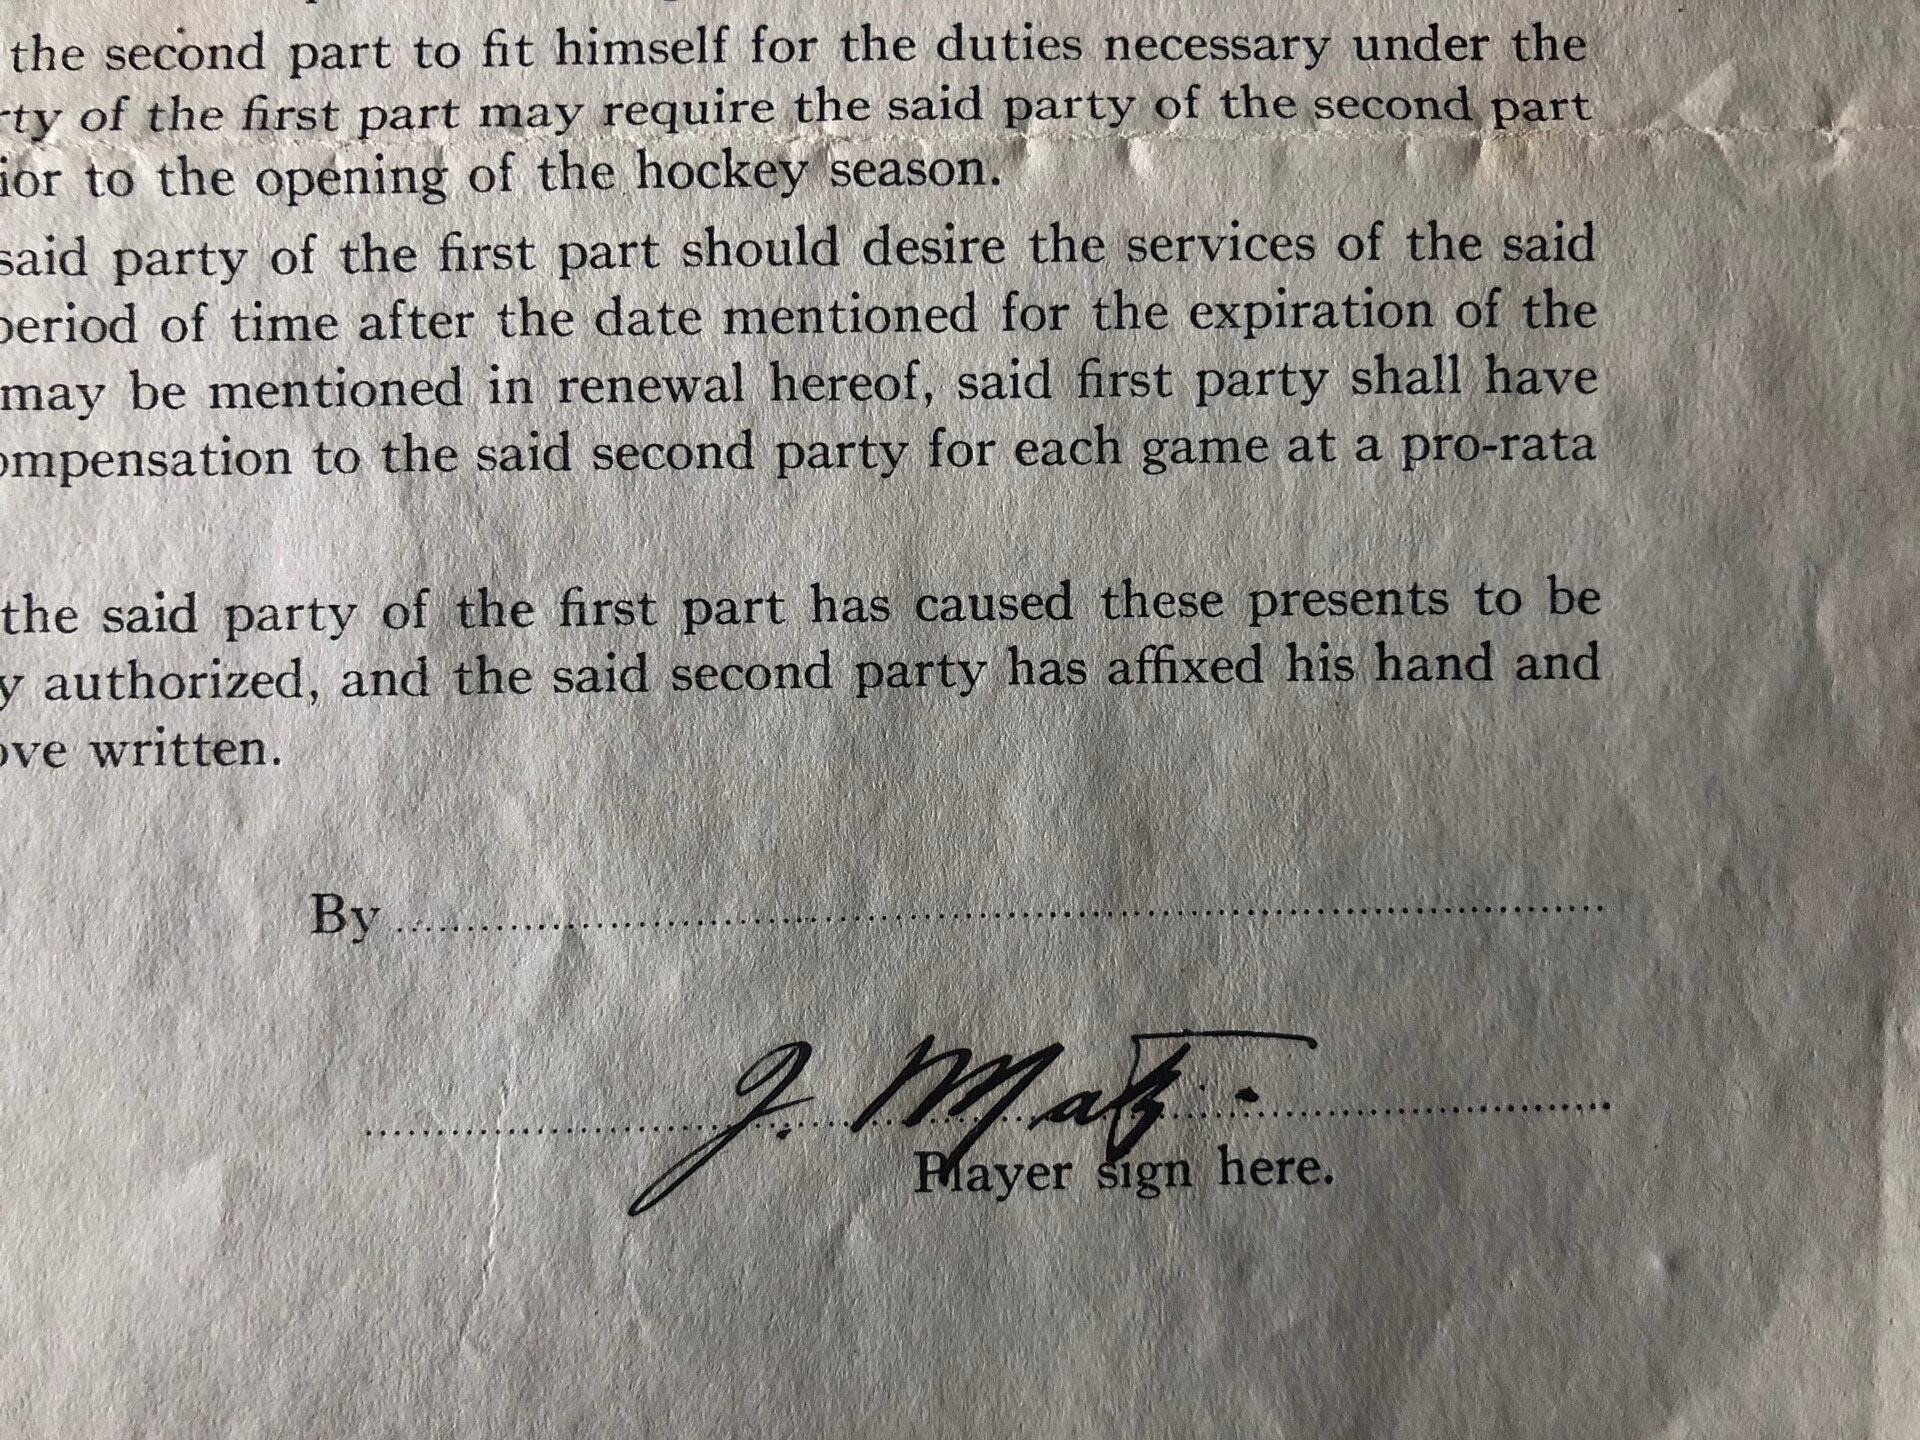 the second part to fit himself for the duties necessary under the
rty of the first part may require the said party of the second part
ior to the opening of the hockey season.
said party of the first part should desire the services of the said
period of time after the date mentioned for the expiration of the
may be mentioned in renewal hereof, said first party shall have
ompensation to the said second party for each game at a pro-rata
the said party of the first part has caused these presents to be
y authorized, and the said second party has affixed his hand and
ove written.
By
J. Matz
Player sign here.